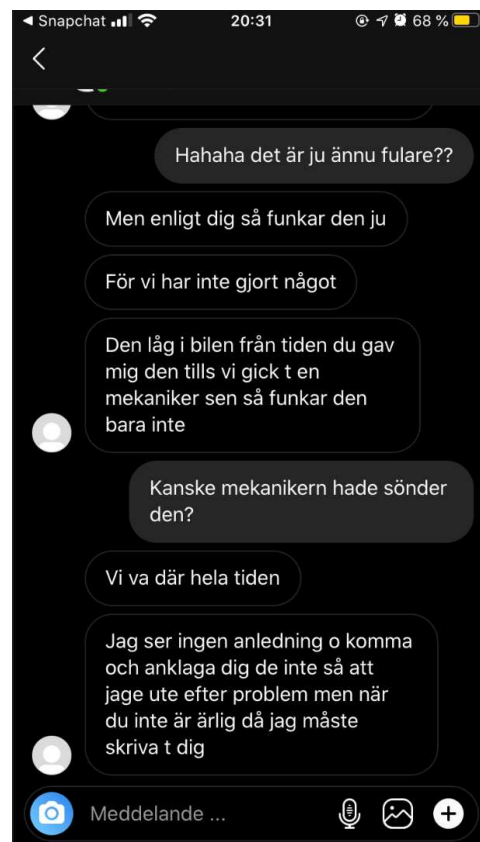 Snapchat 20:31 68 %
Hahaha det är ju ännu fulare??
Men enligt dig så funkar den ju
För vi har inte gjort något
Den låg i bilen från tiden du gav
mig den tills vi gick t en
mekaniker sen så funkar den
bara inte
Kanske mekanikern hade sönder
den?
Vi va där hela tiden
Jag ser ingen anledning o komma
och anklaga dig de inte så att
jage ute efter problem men när
du inte är ärlig då jag måste
skriva t dig
Meddelande ...